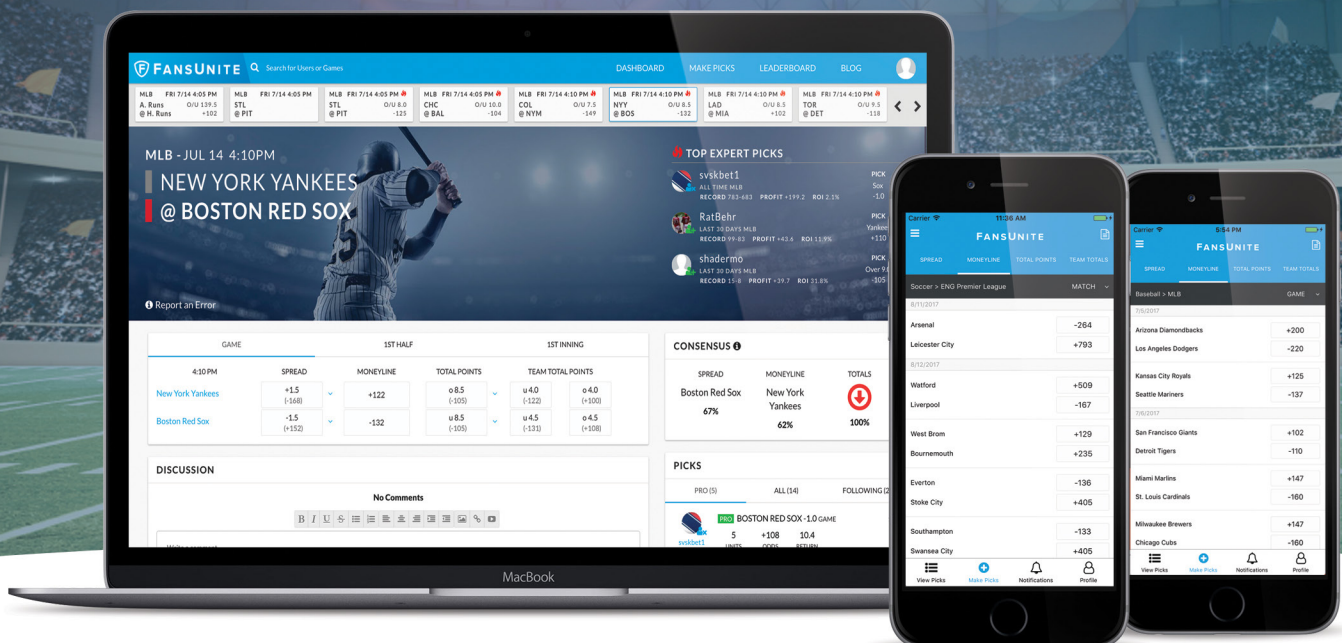 FANSUNITE
Search for Users or Games
DASHBOARD MAKE PICKS LEADERBOARD BLOG
MLB FRI 7/14 4:05 PM
A. Runs O/U 139.5
@ H. Runs +102
MLB FRI 7/14 4:05 PM
STL
@ PIT
MLB FRI 7/14 4:05 PM
STL O/U 8.0
@ PIT -125
MLB FRI 7/14 4:05 PM
CHC O/U 10.0
@ BAL -104
MLB FRI 7/14 4:10 PM
COL O/U 7.5
@ NYM -149
MLB FRI 7/14 4:10 PM
NYY O/U 8.5
@ BOS -132
MLB FRI 7/14 4:10 PM
LAD O/U 8.5
@ MIA +102
MLB FRI 7/14 4:10 PM
TOR O/U 9.5
@ DET -118
MLB - JUL 14 4:10PM
NEW YORK YANKEES
@ BOSTON RED SOX
Report an Error
TOP EXPERT PICKS
svskbet1 PICK
ALL TIME MLB Sox
RECORD 763-683 PROFIT +199.2 ROI 2.1% -1.0
RatBehr PICK
LAST 30 DAYS MLB Yankee
RECORD 99-83 PROFIT +43.6 ROI 11.9% +110
shadermo PICK
LAST 30 DAYS MLB Over 9.
RECORD 15-8 PROFIT +39.7 ROI 31.8% -105
GAME 1ST HALF 1ST INNING
4:10 PM SPREAD MONEYLINE TOTAL POINTS TEAM TOTAL POINTS
New York Yankees +1.5 (-168) +122 o 8.5 (-105) u 4.0 (-122) o 4.0 (+100)
Boston Red Sox -1.5 (+152) -132 u 8.5 (-105) u 4.5 (-131) o 4.5 (+108)
CONSENSUS
SPREAD MONEYLINE TOTALS
Boston Red Sox New York
Yankees
67% 62% 100%
DISCUSSION
No Comments
B I U S
Write a comment
PICKS
PRO (5) ALL (14) FOLLOWING (2
PRO BOSTON RED SOX -1.0 GAME
svskbet1 5 +108 10.4
UNITS ODDS RETURN
MacBook
Carrier 11:36 AM
FANSUNITE
SPREAD MONEYLINE TOTAL POINTS TEAM TOTALS
Soccer > ENG Premier League MATCH
8/11/2017
Arsenal -264
Leicester City +793
8/12/2017
Watford +509
Liverpool -167
West Brom +129
Bournemouth +235
Everton -136
Stoke City +405
Southampton -133
Swansea City +405
View Picks Make Picks Notifications Profile
Carrier 5:54 PM
FANSUNITE
SPREAD MONEYLINE TOTAL POINTS TEAM TOTALS
Baseball > MLB GAME
7/5/2017
Arizona Diamondbacks +200
Los Angeles Dodgers -220
Kansas City Royals +125
Seattle Mariners -137
7/6/2017
San Francisco Giants +102
Detroit Tigers -110
Miami Marlins +147
St. Louis Cardinals -160
Milwaukee Brewers +147
Chicago Cubs -160
View Picks Make Picks Notifications Profile